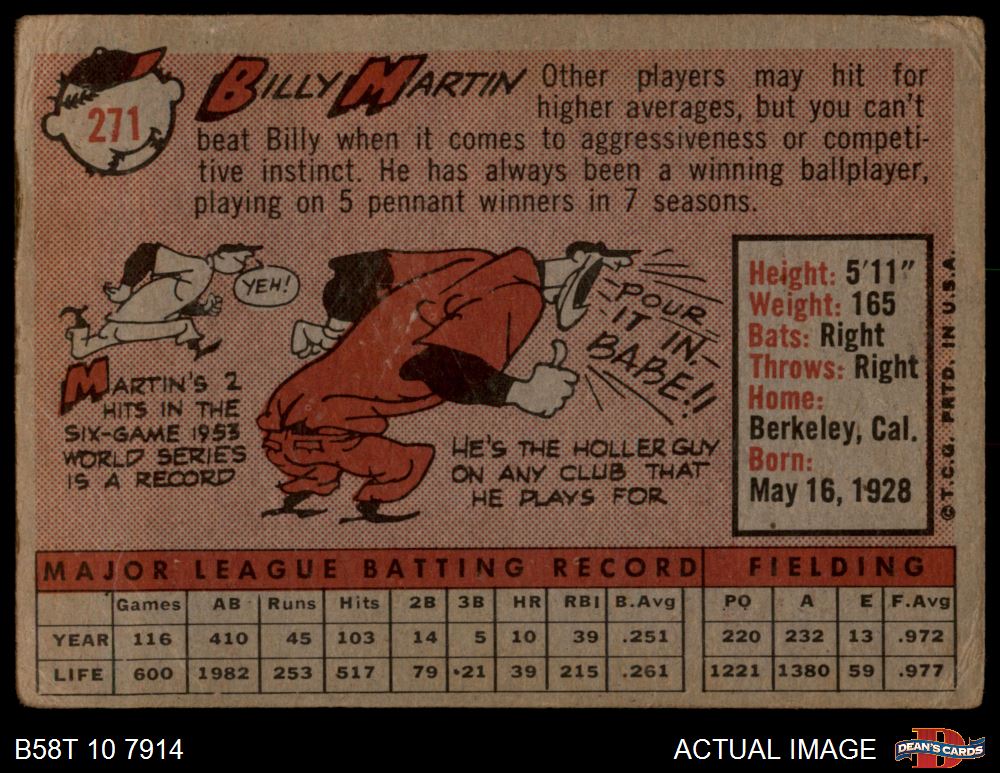 271
BILLY MARTIN Other players may hit for
higher averages, but you can't
beat Billy when it comes to aggressiveness or competi-
tive instinct. He has always been a winning ballplayer,
playing on 5 pennant winners in 7 seasons.
YEH!
MARTIN'S 2
HITS IN THE
SIX-GAME 1953
WORLD SERIES
IS A RECORD
POUR
IT IN-
BABE!!
HE'S THE HOLLER GUY
ON ANY CLUB THAT
HE PLAYS FOR
Height: 5'11"
Weight: 165
Bats: Right
Throws: Right
Home:
Berkeley, Cal.
Born:
May 16, 1928
©T.C.G. PRTD. IN U.S.A.
MAJOR LEAGUE BATTING RECORD FIELDING
Games AB Runs Hits 2B 3B HR RBI B.Avg PO A E F.Avg
YEAR 116 410 45 103 14 5 10 39 .251 220 232 13 .972
LIFE 600 1982 253 517 79 21 39 215 .261 1221 1380 59 .977
B58T 10 7914
ACTUAL IMAGE
D
DEAN'S CARDS